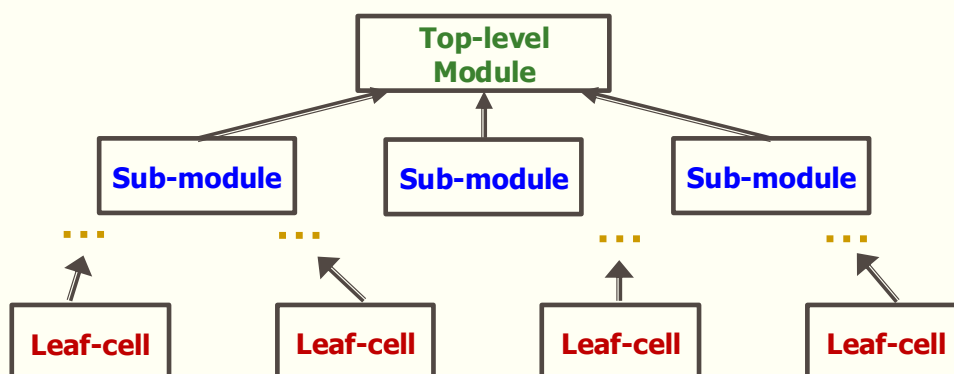 Top-level
Module
Sub-module
Sub-module
Sub-module
...
...
...
...
Leaf-cell
Leaf-cell
Leaf-cell
Leaf-cell